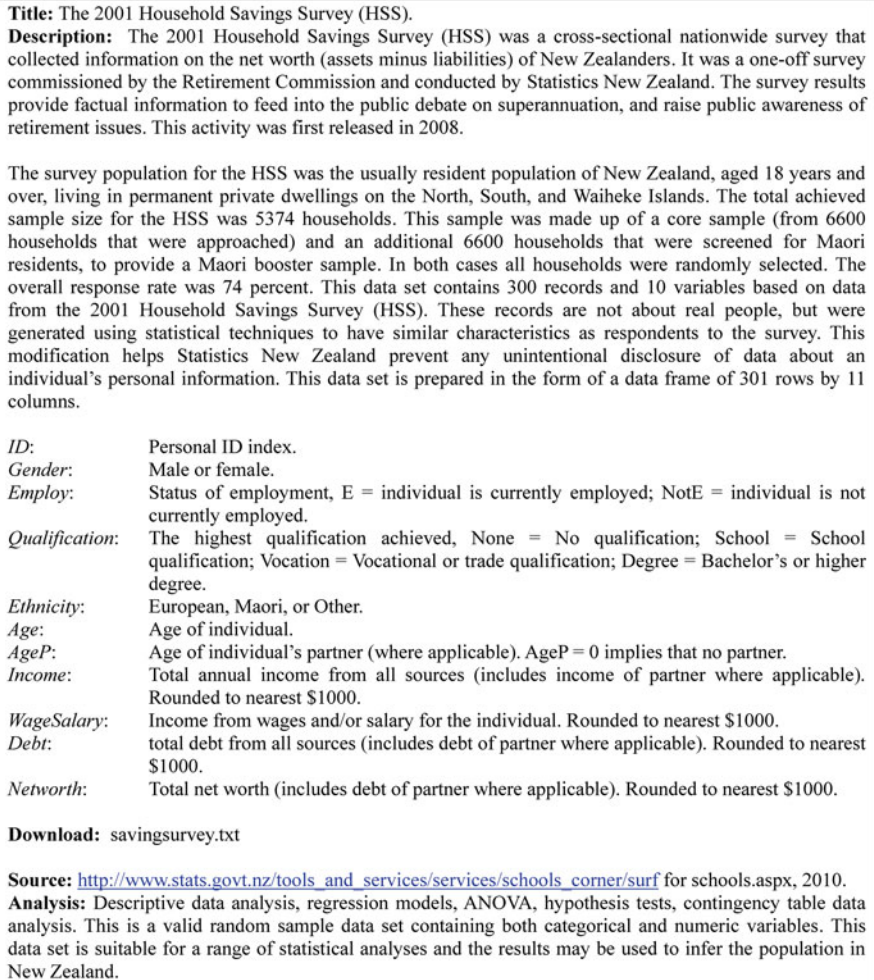 Title: The 2001 Household Savings Survey (HSS).
Description: The 2001 Household Savings Survey (HSS) was a cross-sectional nationwide survey that
collected information on the net worth (assets minus liabilities) of New Zealanders. It was a one-off survey
commissioned by the Retirement Commission and conducted by Statistics New Zealand. The survey results
provide factual information to feed into the public debate on superannuation, and raise public awareness of
retirement issues. This activity was first released in 2008.
The survey population for the HSS was the usually resident population of New Zealand, aged 18 years and
over, living in permanent private dwellings on the North, South, and Waiheke Islands. The total achieved
sample size for the HSS was 5374 households. This sample was made up of a core sample (from 6600
households that were approached) and an additional 6600 households that were screened for Maori
residents, to provide a Maori booster sample. In both cases all households were randomly selected. The
overall response rate was 74 percent. This data set contains 300 records and 10 variables based on data
from the 2001 Household Savings Survey (HSS). These records are not about real people, but were
generated using statistical techniques to have similar characteristics as respondents to the survey. This
modification helps Statistics New Zealand prevent any unintentional disclosure of data about an
individual's personal information. This data set is prepared in the form of a data frame of 301 rows by 11
columns.
ID: Personal ID index.
Gender: Male or female.
Employ: Status of employment, E = individual is currently employed; NotE = individual is not
currently employed.
Qualification: The highest qualification achieved, None = No qualification; School = School
qualification; Vocation = Vocational or trade qualification; Degree = Bachelor's or higher
degree.
Ethnicity: European, Maori, or Other.
Age: Age of individual.
AgeP: Age of individual's partner (where applicable). AgeP = 0 implies that no partner.
Income: Total annual income from all sources (includes income of partner where applicable).
Rounded to nearest $1000.
WageSalary: Income from wages and/or salary for the individual. Rounded to nearest $1000.
Debt: total debt from all sources (includes debt of partner where applicable). Rounded to nearest
$1000.
Networth: Total net worth (includes debt of partner where applicable). Rounded to nearest $1000.
Download: savingsurvey.txt
Source: http://www.stats.govt.nz/tools_and_services/services/schools_corner/surf for schools.aspx, 2010.
Analysis: Descriptive data analysis, regression models, ANOVA, hypothesis tests, contingency table data
analysis. This is a valid random sample data set containing both categorical and numeric variables. This
data set is suitable for a range of statistical analyses and the results may be used to infer the population in
New Zealand.